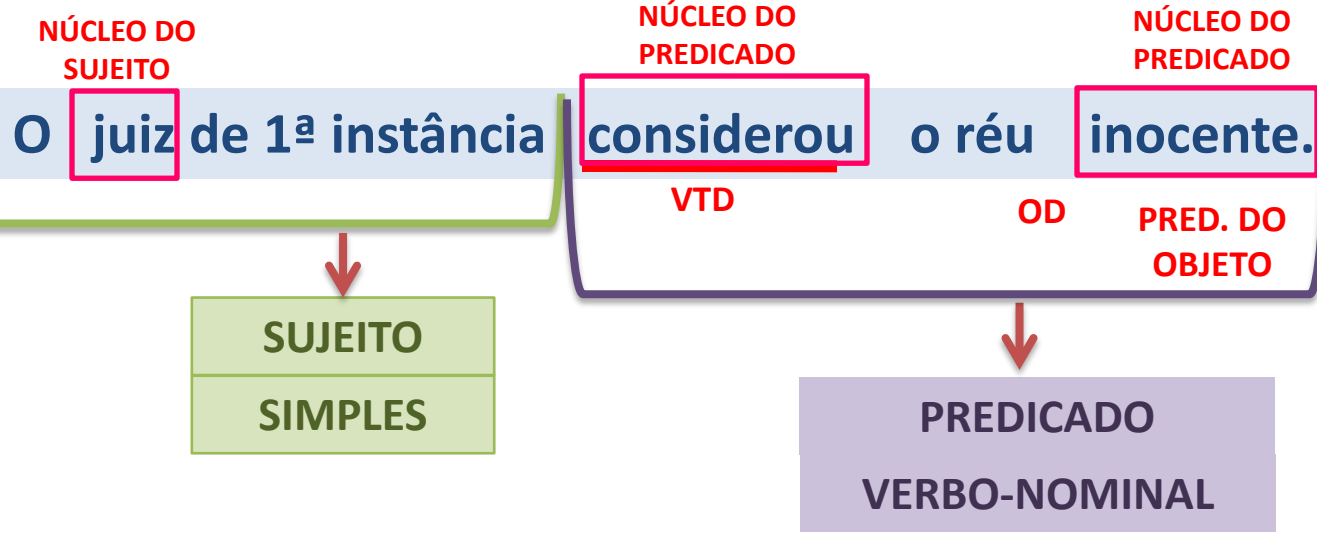 NÚCLEO DO
SUJEITO
NÚCLEO DO
PREDICADO
NÚCLEO DO
PREDICADO
O juiz de 1ª instância considerou o réu inocente.
VTD
OD
PRED. DO
OBJETO
SUJEITO
SIMPLES
PREDICADO
VERBO-NOMINAL